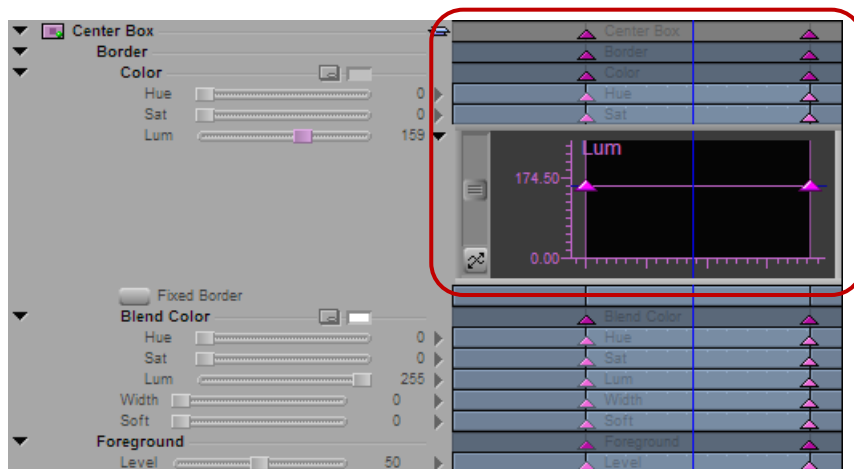 Center Box Center Box
Border Border
Color Color
Hue 0 Hue
Sat 0 Sat
Lum 159
Lum
174.50
0.00
Fixed Border
Blend Color Blend Color
Hue 0 Hue
Sat 0 Sat
Lum 255 Lum
Width 0 Width
Soft 0 Soft
Foreground Foreground
Level 50 Level